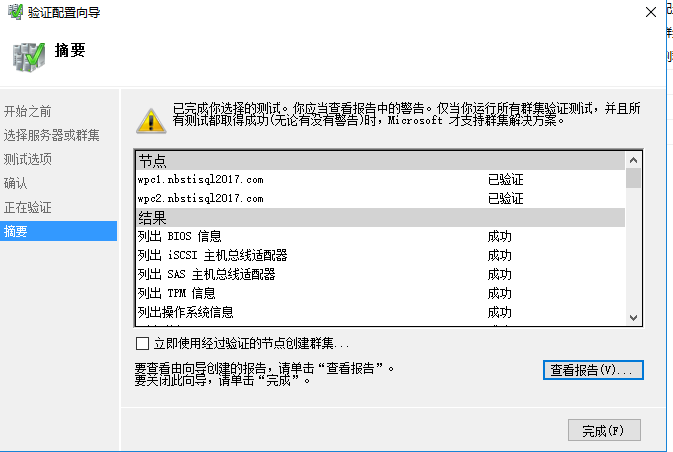 验证配置向导
摘要
开始之前
选择服务器或群集
测试选项
确认
正在验证
摘要
已完成你选择的测试。你应当查看报告中的警告。仅当你运行所有群集验证测试，并且所
有测试都取得成功(无论有没有警告)时，Microsoft 才支持群集解决方案。
节点
wpc1.nbstisql2017.com 已验证
wpc2.nbstisql2017.com 已验证
结果
列出 BIOS 信息 成功
列出 iSCSI 主机总线适配器 成功
列出 SAS 主机总线适配器 成功
列出 TPM 信息 成功
列出操作系统信息 成功
立即使用经过验证的节点创建群集...
要查看由向导创建的报告，请单击“查看报告”。
要关闭此向导，请单击“完成”。
查看报告(V)...
完成(F)